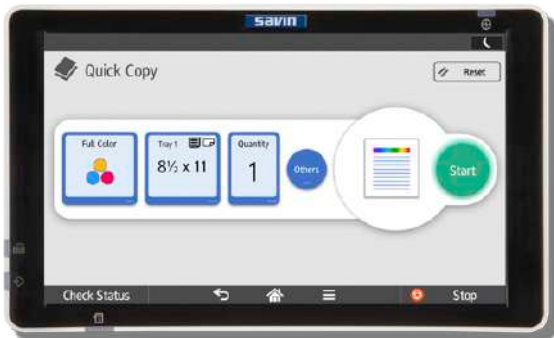 SAVIN
Quick Copy
Reset
Full Color
Tray 1
8½ x 11
Quantity
1
Others
Start
Check Status
Stop